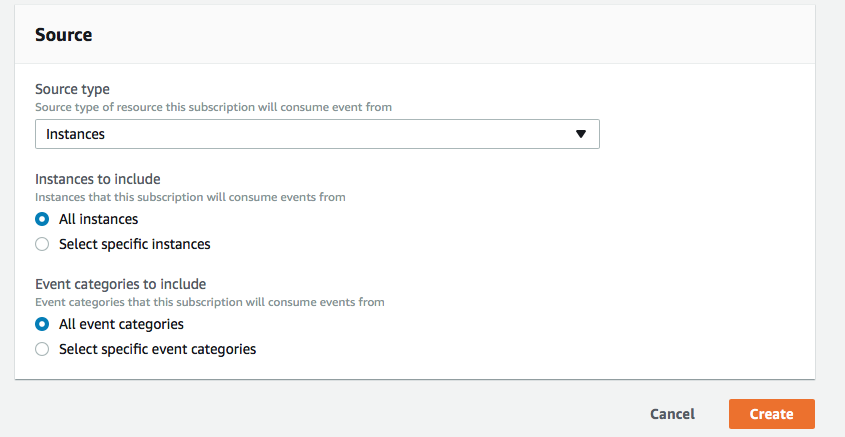 Source
Source type
Source type of resource this subscription will consume event from
Instances
Instances to include
Instances that this subscription will consume events from
All instances
Select specific instances
Event categories to include
Event categories that this subscription will consume events from
All event categories
Select specific event categories
Cancel
Create